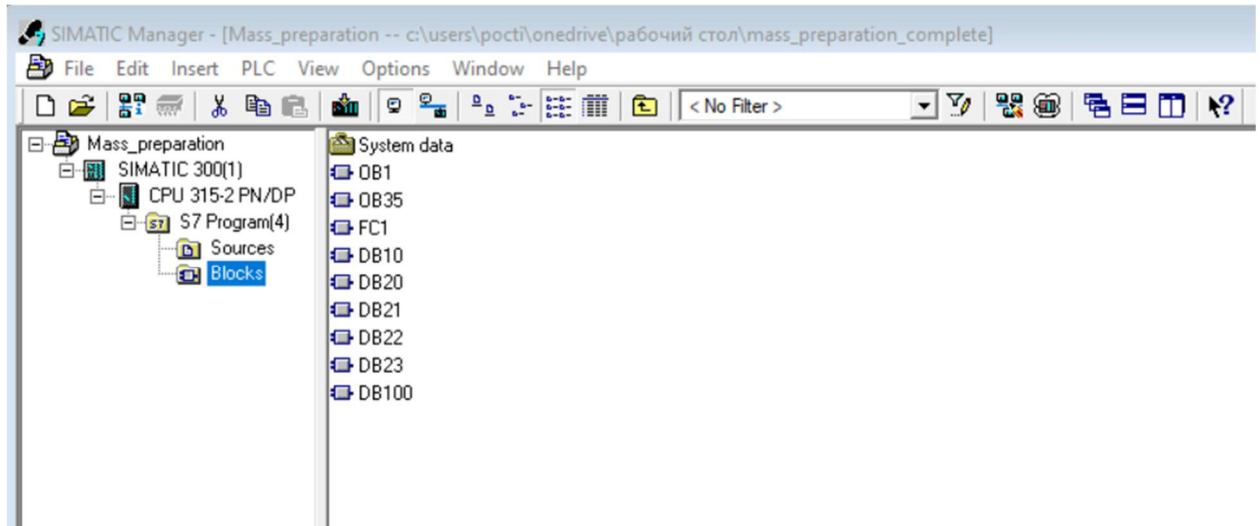 SIMATIC Manager - [Mass_preparation -- c:\users\pocti\onedrive\рабочий стол\mass_preparation_complete]
File Edit Insert PLC View Options Window Help
< No Filter >
Mass_preparation
SIMATIC 300(1)
CPU 315-2 PN/DP
S7 Program(4)
Sources
Blocks
System data
OB1
OB35
FC1
DB10
DB20
DB21
DB22
DB23
DB100